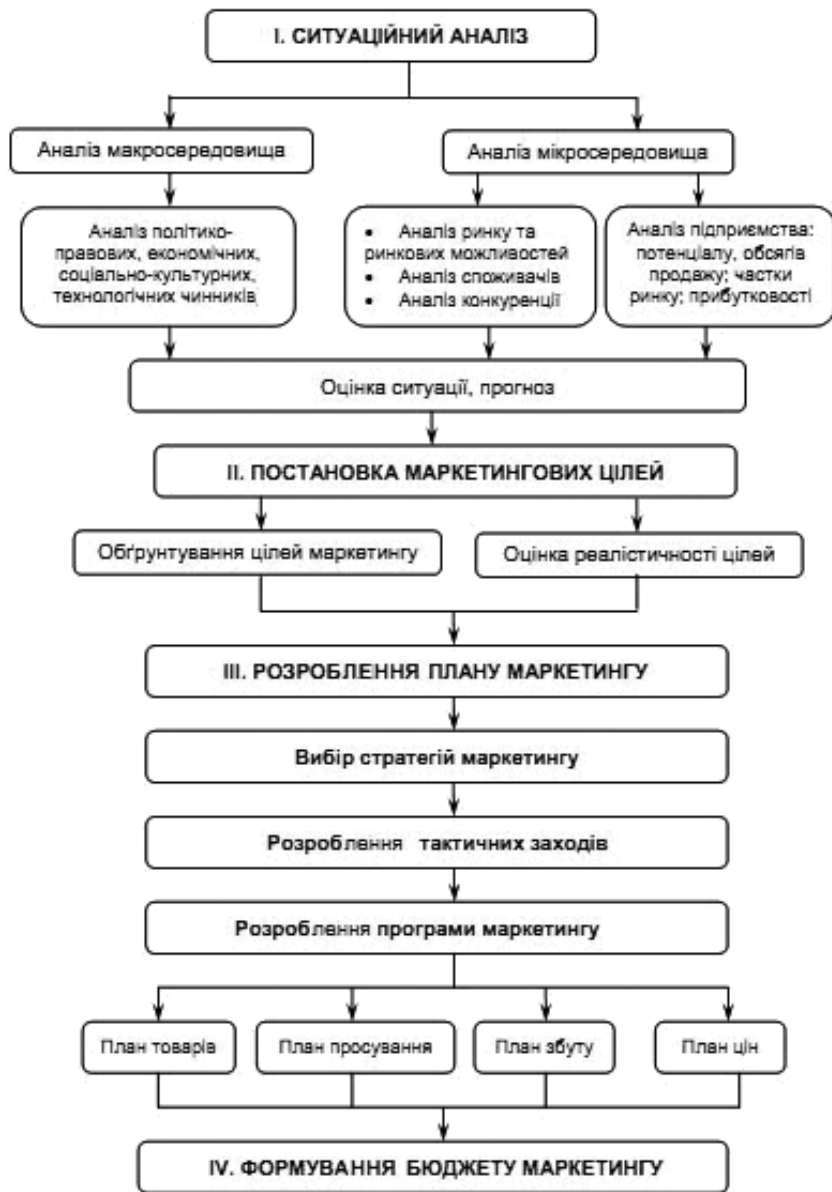 І. СИТУАЦІЙНИЙ АНАЛІЗ
Аналіз макросередовища
Аналіз мікросередовища
Аналіз політико-
правових, економічних,
соціально-культурних,
технологічних чинників
• Аналіз ринку та
ринкових можливостей
• Аналіз споживачів
• Аналіз конкуренції
Аналіз підприємства:
потенціалу, обсягів
продажу; частки
ринку; прибутковості
Оцінка ситуації, прогноз
ІІ. ПОСТАНОВКА МАРКЕТИНГОВИХ ЦІЛЕЙ
Обґрунтування цілей маркетингу
Оцінка реалістичності цілей
ІІІ. РОЗРОБЛЕННЯ ПЛАНУ МАРКЕТИНГУ
Вибір стратегій маркетингу
Розроблення тактичних заходів
Розроблення програми маркетингу
План товарів
План просування
План збуту
План цін
IV. ФОРМУВАННЯ БЮДЖЕТУ МАРКЕТИНГУ